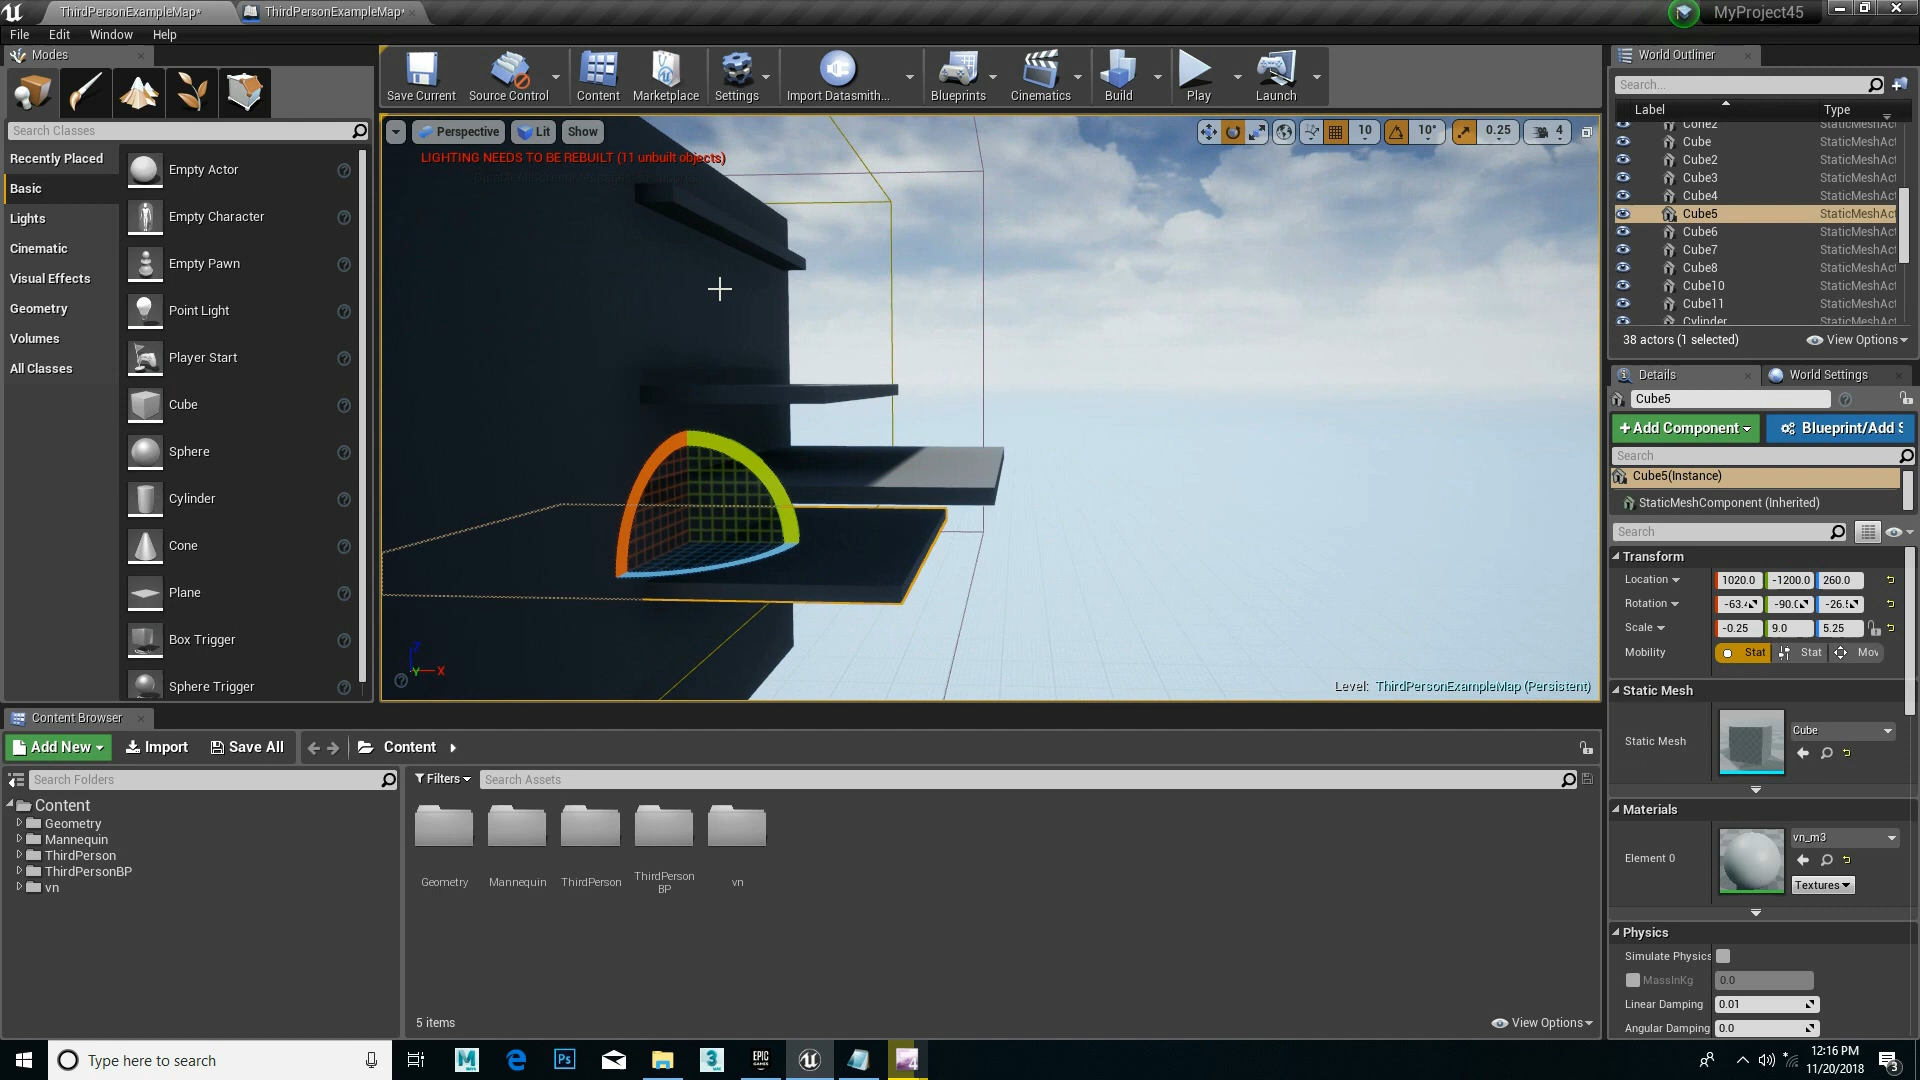 ThirdPersonExampleMap*
ThirdPersonExampleMap*
MyProject45
File Edit Window Help
Modes
Search Classes
Recently Placed
Basic
Lights
Cinematic
Visual Effects
Geometry
Volumes
All Classes
Empty Actor
Empty Character
Empty Pawn
Point Light
Player Start
Cube
Sphere
Cylinder
Cone
Plane
Box Trigger
Sphere Trigger
Save Current Source Control Content Marketplace Settings Import Datasmith... Blueprints Cinematics Build Play Launch
Perspective Lit Show 10 10° 0.25 4
LIGHTING NEEDS TO BE REBUILT (11 unbuilt objects)
Z
Y X
Level: ThirdPersonExampleMap (Persistent)
World Outliner
Search...
Label Type
Cone2 StaticMeshAct
Cube StaticMeshAct
Cube2 StaticMeshAct
Cube3 StaticMeshAct
Cube4 StaticMeshAct
Cube5 StaticMeshAct
Cube6 StaticMeshAct
Cube7 StaticMeshAct
Cube8 StaticMeshAct
Cube10 StaticMeshAct
Cube11 StaticMeshAct
Cylinder StaticMeshAct
38 actors (1 selected) View Options
Details World Settings
Cube5
+Add Component Blueprint/Add S
Search
Cube5(Instance)
StaticMeshComponent (Inherited)
Search
Transform
Location 1020.0 -1200.0 260.0
Rotation
Scale -0.25 9.0 5.25
Mobility Stat Stat Mov
Static Mesh
Static Mesh Cube
Materials
Element 0 vn_m3
Textures
Physics
Simulate Physics
MassInKg 0.0
Linear Damping 0.01
Angular Damping 0.0
Content Browser
Add New Import Save All Content
Search Folders
Content
Geometry
Mannequin
ThirdPerson
ThirdPersonBP
vn
Filters Search Assets
Geometry Mannequin ThirdPerson ThirdPerson
BP vn
5 items View Options
Type here to search
M Ps 3 EPIC GAMES
12:16 PM
11/20/2018
3